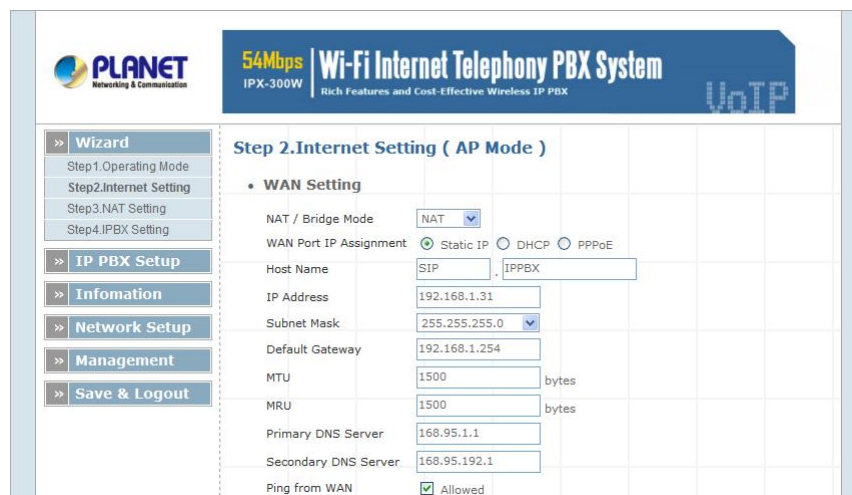 PLANET
Networking & Communication
54Mbps
IPX-300W
Wi-Fi Internet Telephony PBX System
Rich Features and Cost-Effective Wireless IP PBX
VoIP
» Wizard
Step1.Operating Mode
Step2.Internet Setting
Step3.NAT Setting
Step4.IPBX Setting
» IP PBX Setup
» Infomation
» Network Setup
» Management
» Save & Logout
Step 2.Internet Setting ( AP Mode )
• WAN Setting
NAT / Bridge Mode NAT
WAN Port IP Assignment Static IP DHCP PPPoE
Host Name SIP . IPPBX
IP Address 192.168.1.31
Subnet Mask 255.255.255.0
Default Gateway 192.168.1.254
MTU 1500 bytes
MRU 1500 bytes
Primary DNS Server 168.95.1.1
Secondary DNS Server 168.95.192.1
Ping from WAN Allowed